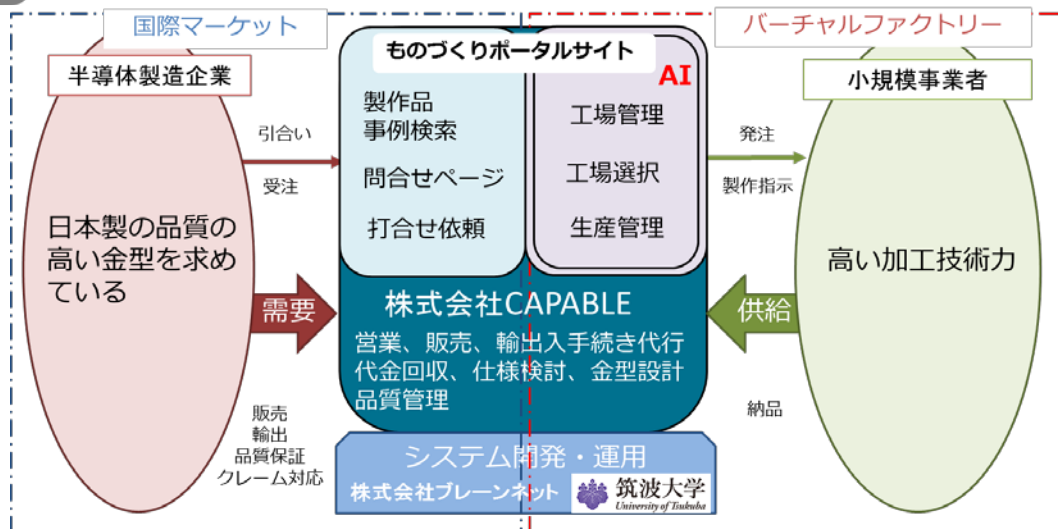 国際マーケット
半導体製造企業
日本製の品質の
高い金型を求め
ている
引合い
受注
需要
販売
輸出
品質保証
クレーム対応
ものづくりポータルサイト
製作品
事例検索
問合せページ
打合せ依頼
AI
工場管理
工場選択
生産管理
株式会社CAPABLE
営業、販売、輸出入手続き代行
代金回収、仕様検討、金型設計
品質管理
システム開発・運用
株式会社ブレーンネット
筑波大学
University of Tsukuba
バーチャルファクトリー
小規模事業者
発注
製作指示
高い加工技術力
供給
納品